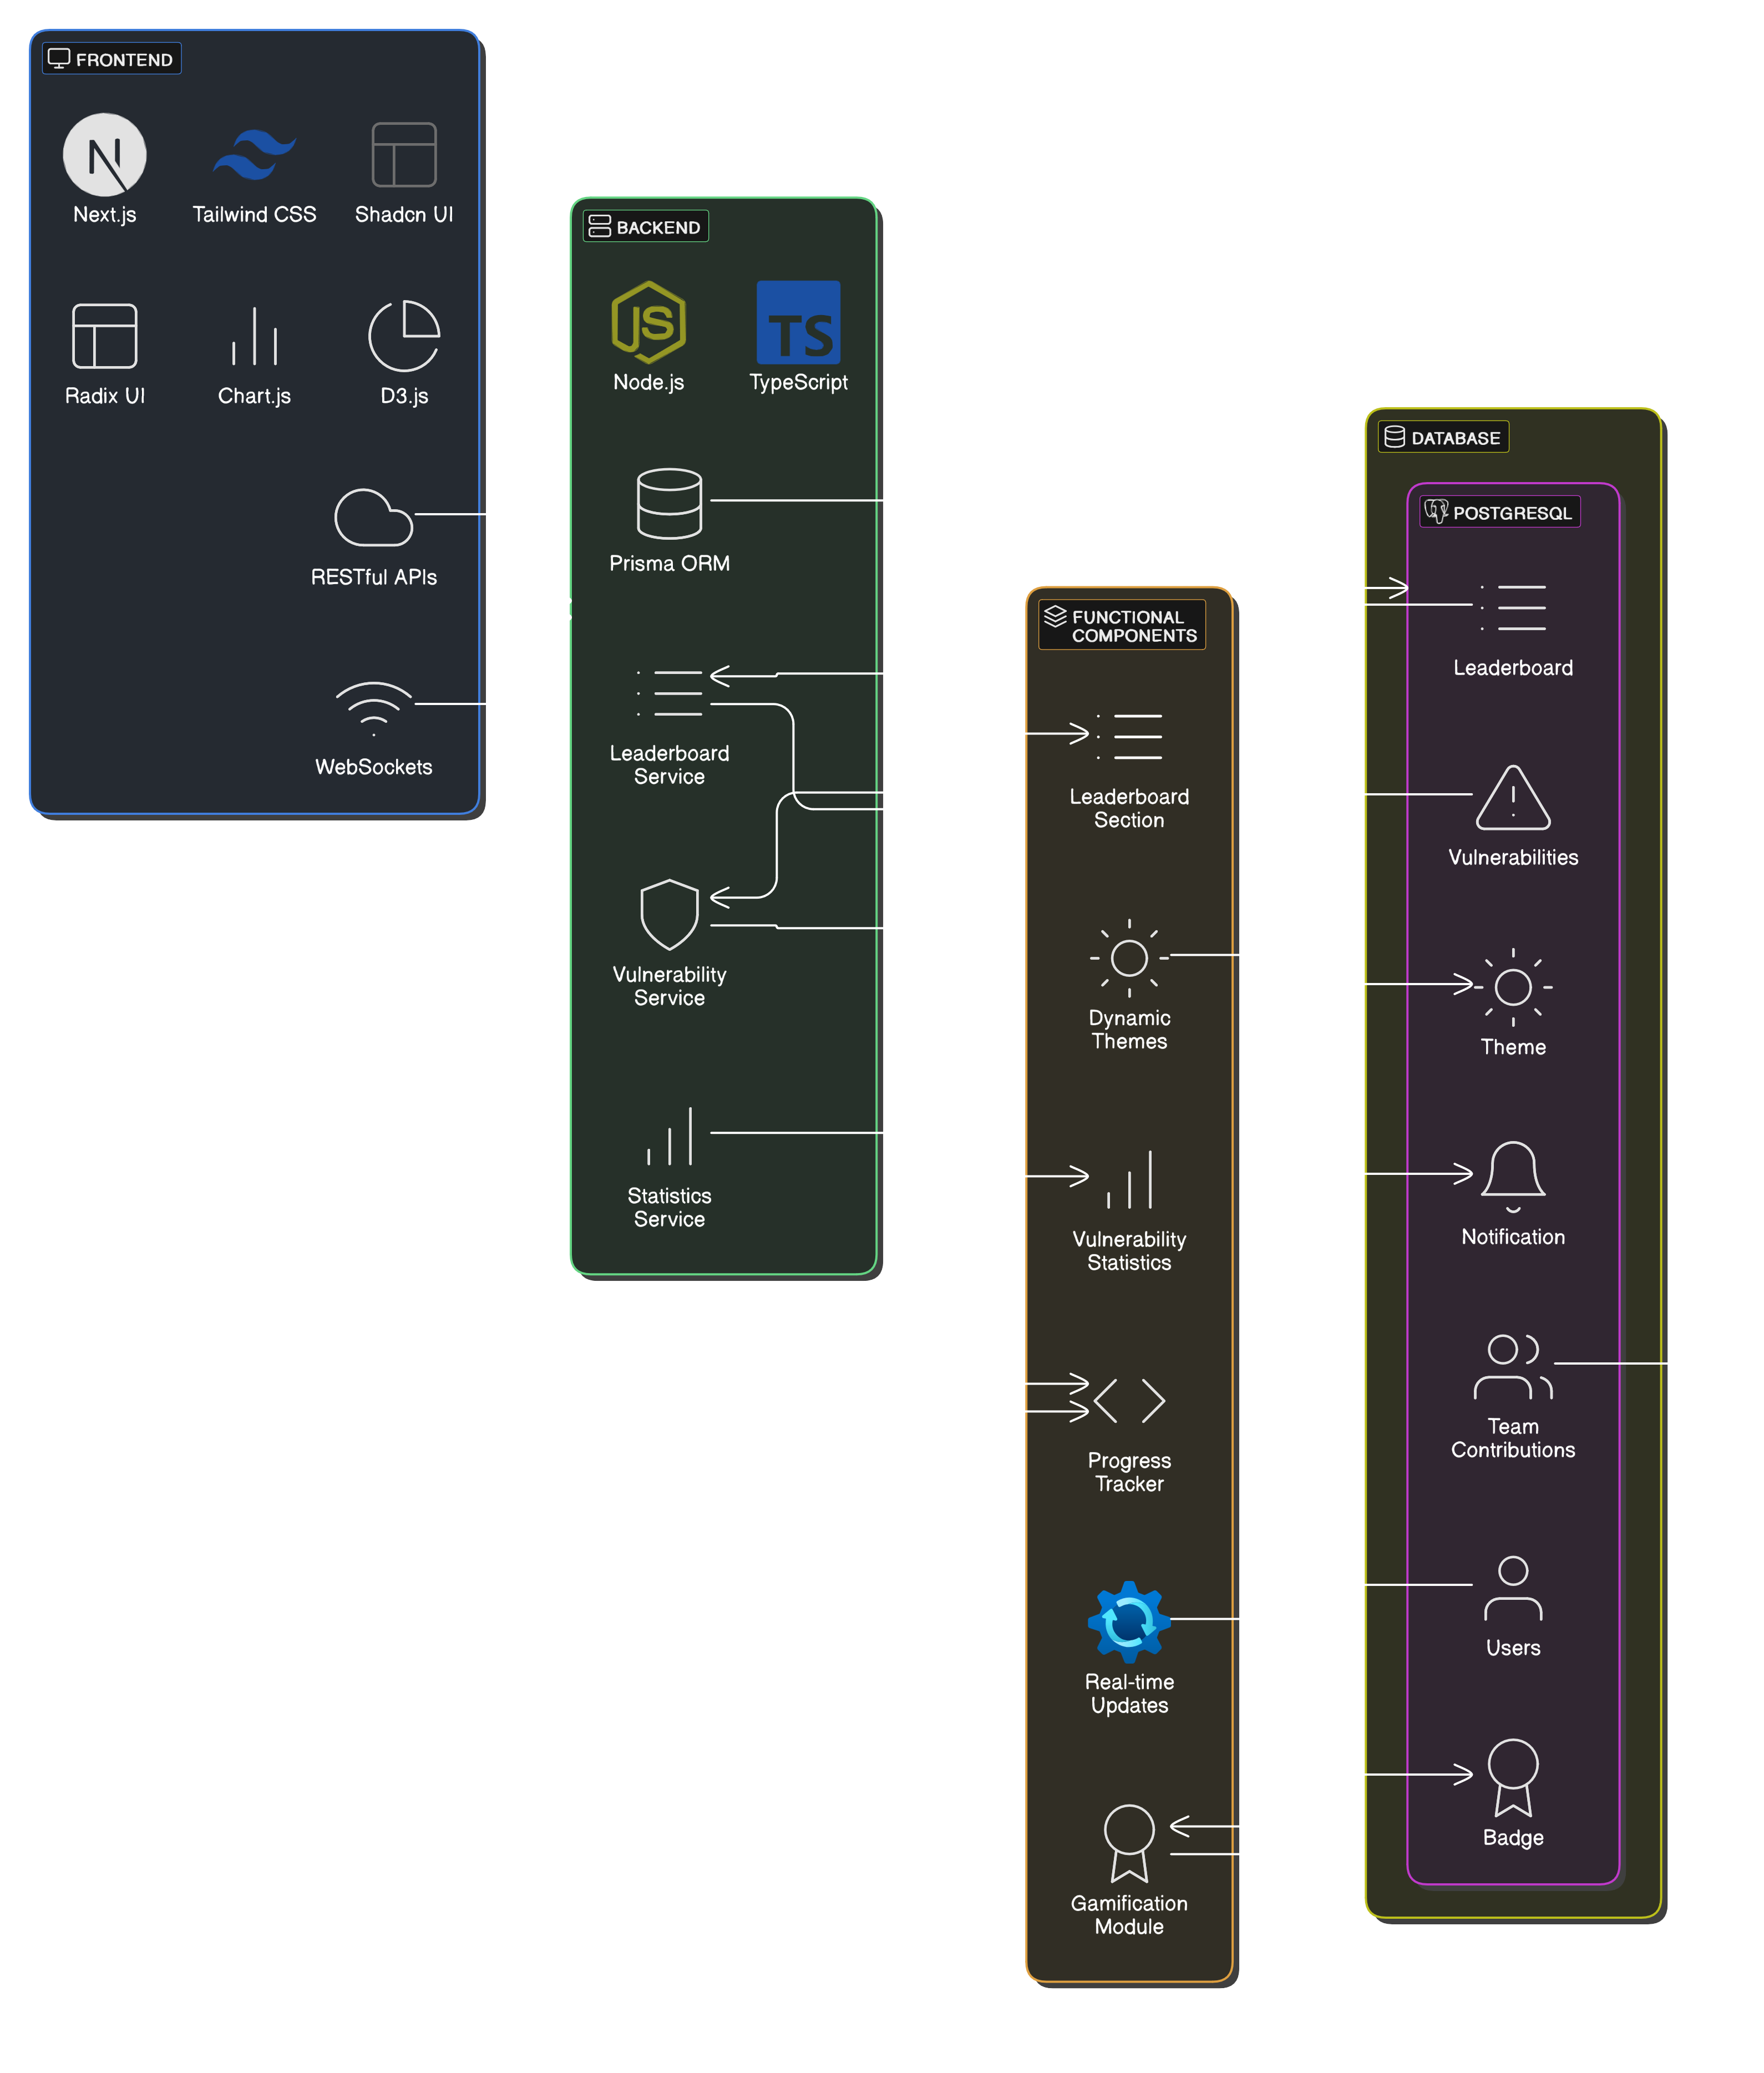 FRONTEND
Next.js
Tailwind CSS
Shadcn UI
Radix UI
Chart.js
D3.js
RESTful APIs
WebSockets
BACKEND
JS
TS
Node.js
TypeScript
Prisma ORM
Leaderboard
Service
Vulnerability
Service
Statistics
Service
FUNCTIONAL
COMPONENTS
Leaderboard
Section
Dynamic
Themes
Vulnerability
Statistics
Progress
Tracker
Real-time
Updates
Gamification
Module
DATABASE
POSTGRESQL
Leaderboard
Vulnerabilities
Theme
Notification
Team
Contributions
Users
Badge